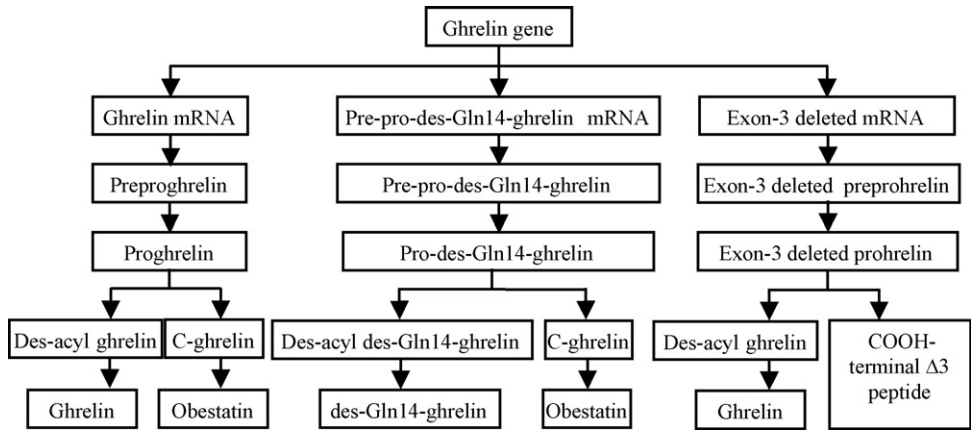 Ghrelin gene
Ghrelin mRNA
Pre-pro-des-Gln14-ghrelin mRNA
Exon-3 deleted mRNA
Preproghrelin
Pre-pro-des-Gln14-ghrelin
Exon-3 deleted preprohrelin
Proghrelin
Pro-des-Gln14-ghrelin
Exon-3 deleted prohrelin
Des-acyl ghrelin
C-ghrelin
Des-acyl des-Gln14-ghrelin
C-ghrelin
Des-acyl ghrelin
COOH-
terminal Δ3
peptide
Ghrelin
Obestatin
des-Gln14-ghrelin
Obestatin
Ghrelin